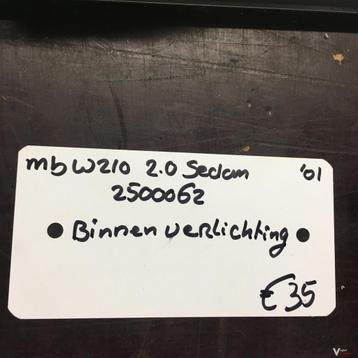 mb W210 2.0 Sedan '01
2500062
• Binnen verlichting •
€35